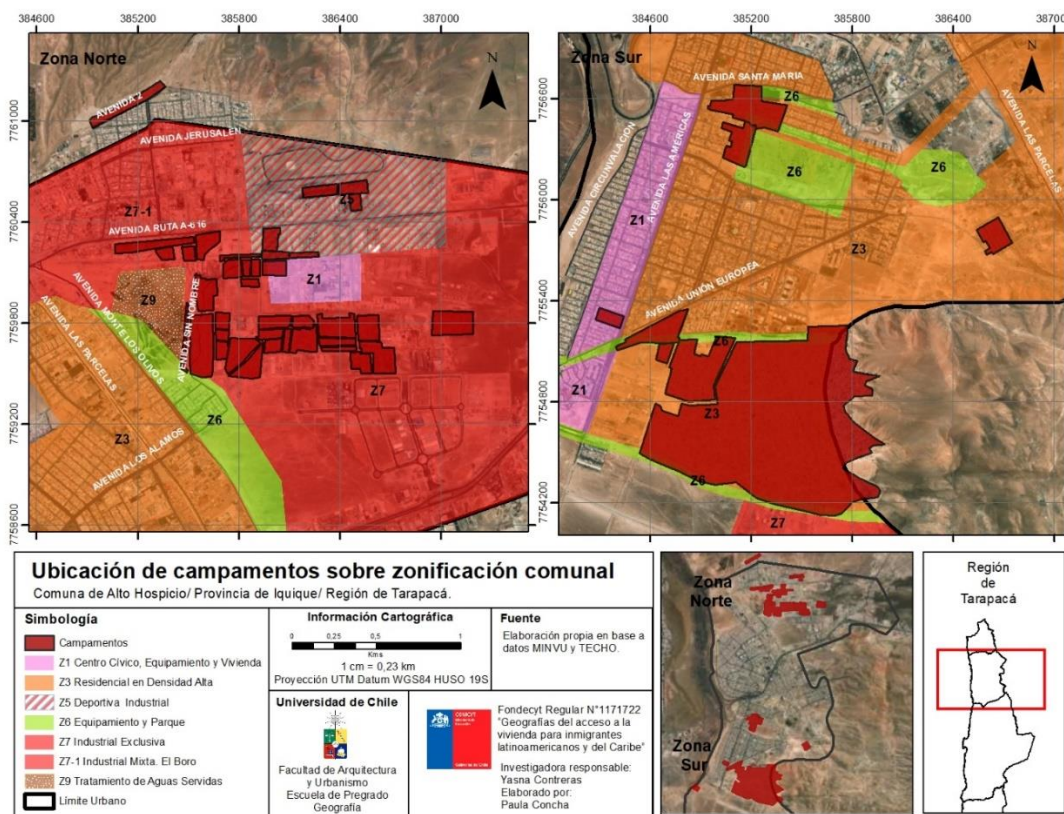 384600 385200 385800 386400 387000
Zona Norte
N
AVENIDA 2
7761000
AVENIDA JERUSALÉN
Z5
Z7-1
7760400
AVENIDA RUTA A-616
Z1
Z9
AVENIDA SIN NOMBRE
AVENIDA MONTE LOS OLIVOS
AVENIDA LAS PARCELAS
7759800
Z7
Z6
7759200
Z3
AVENIDA LOS ALAMOS
7758600
384600 385200 385800 386400 38700
Zona Sur
N
AVENIDA SANTA MARIA
Z6
7756600
AVENIDA CIRCUNVALACIÓN
AVENIDA LAS AMÉRICAS
AVENIDA LAS PARCELAS
Z6
Z6
7756000
Z1
Z3
AVENIDA UNIÓN EUROPEA
7755400
Z6
Z1
7754800
Z3
Z6
7754200
Z7
Ubicación de campamentos sobre zonificación comunal
Comuna de Alto Hospicio/ Provincia de Iquique/ Región de Tarapacá.
Simbología
Campamentos
Z1 Centro Cívico, Equipamiento y Vivienda
Z3 Residencial en Densidad Alta
Z5 Deportiva Industrial
Z6 Equipamiento y Parque
Z7 Industrial Exclusiva
Z7-1 Industrial Mixta. El Boro
Z9 Tratamiento de Aguas Servidas
Límite Urbano
Información Cartográfica
0 0,25 0,5 1
Kms
1 cm = 0,23 km
Proyección UTM Datum WGS84 HUSO 19S
Fuente
Elaboración propia en base a
datos MINVU y TECHO.
Universidad de Chile
Facultad de Arquitectura
y Urbanismo
Escuela de Pregrado
Geografía
CONICYT
Fondecyt Regular N°1171722
"Geografías del acceso a la
vivienda para inmigrantes
latinoamericanos y del Caribe"
Investigadora responsable:
Yasna Contreras
Elaborado por:
Paula Concha
Zona
Norte
Zona
Sur
Región
de
Tarapacá